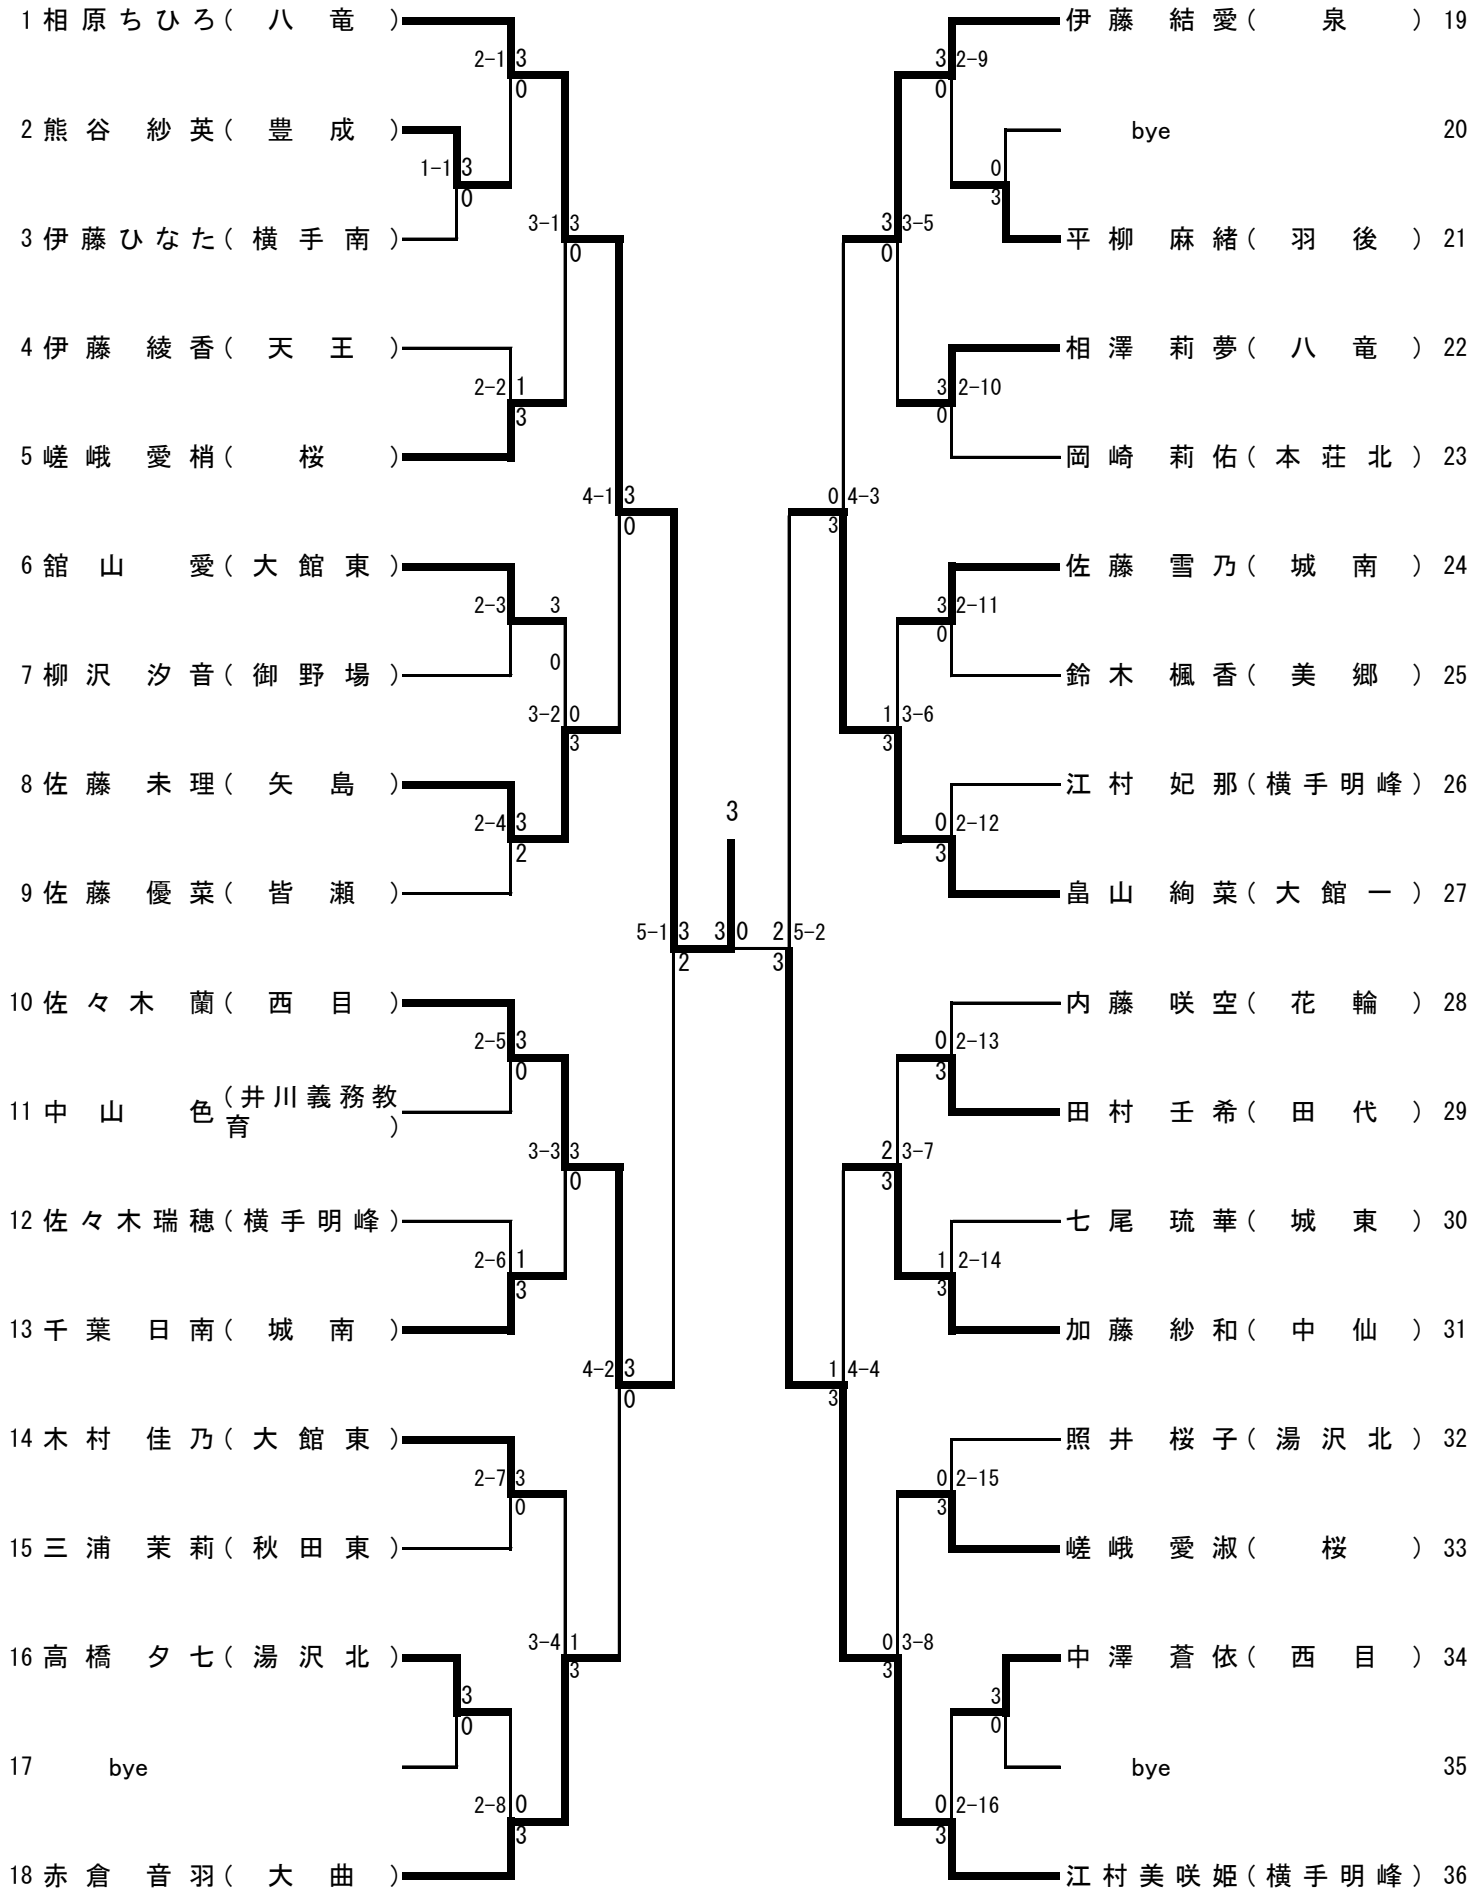 1 相原ちひろ( 八竜 )
2-1 3
0
2 熊谷 紗英( 豊成 )
1-1 3
0
3 伊藤ひなた( 横手南 )
3-1 3
0
4 伊藤 綾香( 天王 )
2-2 1
3
5 嵯峨 愛梢( 桜 )
4-1 3
0
6 舘山 愛( 大館東 )
2-3 3
0
7 柳沢 汐音( 御野場 )
3-2 0
3
8 佐藤 未理( 矢島 )
2-4 3
2
9 佐藤 優菜( 皆瀬 )
5-1 3
2
10 佐々木 蘭( 西目 )
2-5 3
0
11 中山 色(井川義務教
育 )
3-3 3
0
12 佐々木瑞穂( 横手明峰 )
2-6 1
3
13 千葉 日南( 城南 )
4-2 3
0
14 木村 佳乃( 大館東 )
2-7 3
0
15 三浦 茉莉( 秋田東 )
3-4 1
3
16 高橋 夕七( 湯沢北 )
3
0
17 bye
2-8 0
3
18 赤倉 音羽( 大曲 )
3
3 0
伊藤 結愛( 泉 ) 19
3 2-9
0
bye 20
0
3
平柳 麻緒( 羽後 ) 21
3 3-5
0
相澤 莉夢( 八竜 ) 22
3 2-10
0
岡崎 莉佑( 本荘北 ) 23
0 4-3
3
佐藤 雪乃( 城南 ) 24
3 2-11
0
鈴木 楓香( 美郷 ) 25
1 3-6
3
江村 妃那( 横手明峰 ) 26
0 2-12
3
畠山 絢菜( 大館一 ) 27
2 5-2
3
内藤 咲空( 花輪 ) 28
0 2-13
3
田村 壬希( 田代 ) 29
2 3-7
3
七尾 琉華( 城東 ) 30
1 2-14
3
加藤 紗和( 中仙 ) 31
1 4-4
3
照井 桜子( 湯沢北 ) 32
0 2-15
3
嵯峨 愛淑( 桜 ) 33
0 3-8
3
中澤 蒼依( 西目 ) 34
3
0
bye 35
0 2-16
3
江村美咲姫( 横手明峰 ) 36